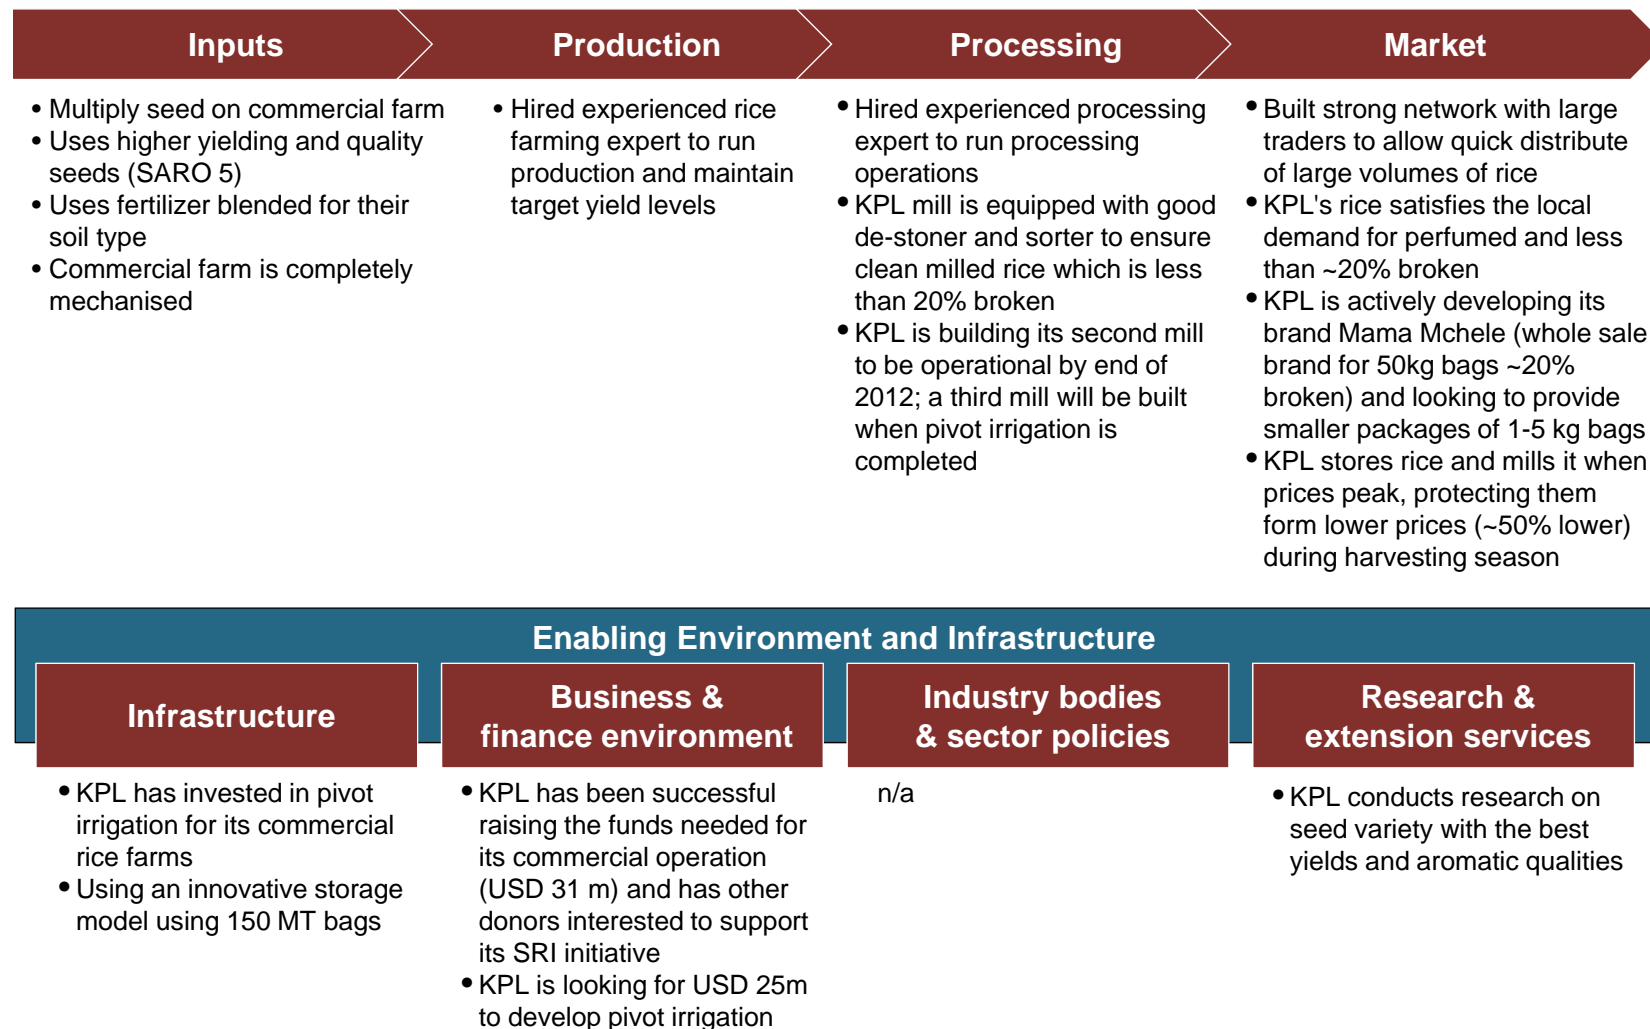 Inputs
Production
Processing
Market
• Multiply seed on commercial farm
• Uses higher yielding and quality
seeds (SARO 5)
• Uses fertilizer blended for their
soil type
• Commercial farm is completely
mechanised
• Hired experienced rice
farming expert to run
production and maintain
target yield levels
• Hired experienced processing
expert to run processing
operations
• KPL mill is equipped with good
de-stoner and sorter to ensure
clean milled rice which is less
than 20% broken
• KPL is building its second mill
to be operational by end of
2012; a third mill will be built
when pivot irrigation is
completed
• Built strong network with large
traders to allow quick distribute
of large volumes of rice
• KPL's rice satisfies the local
demand for perfumed and less
than ~20% broken
• KPL is actively developing its
brand Mama Mchele (whole sale
brand for 50kg bags ~20%
broken) and looking to provide
smaller packages of 1-5 kg bags
• KPL stores rice and mills it when
prices peak, protecting them
form lower prices (~50% lower)
during harvesting season
Enabling Environment and Infrastructure
Infrastructure
Business &
finance environment
Industry bodies
& sector policies
Research &
extension services
• KPL has invested in pivot
irrigation for its commercial
rice farms
• Using an innovative storage
model using 150 MT bags
• KPL has been successful
raising the funds needed for
its commercial operation
(USD 31 m) and has other
donors interested to support
its SRI initiative
• KPL is looking for USD 25m
to develop pivot irrigation
n/a
• KPL conducts research on
seed variety with the best
yields and aromatic qualities